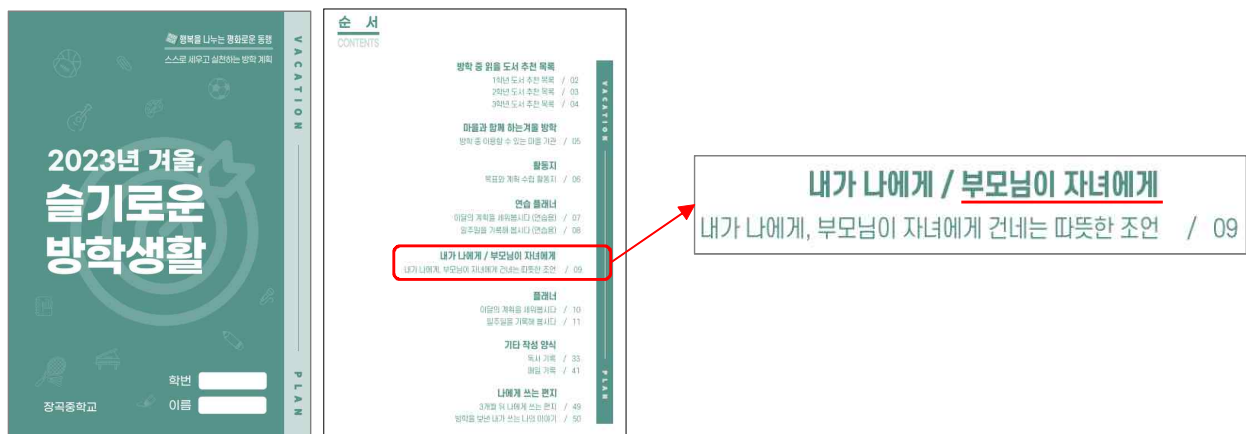 행복을 나누는 평화로운 동행
스스로 세우고 실천하는 방학 계획
VACATION
2023년 겨울,
슬기로운
방학생활
학번
장곡중학교
이름
PLAN
순 서
CONTENTS
방학 중 읽을 도서 추천 목록
1학년 도서 추천 목록 / 02
2학년 도서 추천 목록 / 03
3학년 도서 추천 목록 / 04
마을과 함께 하는겨울 방학
방학 중 이용할 수 있는 마을 기관 / 05
활동지
목표와 계획 수립 활동지 / 06
연습 플래너
이달의 계획을 세워봅시다 (연습용) / 07
일주일을 기록해 봅시다 (연습용) / 08
내가 나에게 / 부모님이 자녀에게
내가 나에게, 부모님이 자녀에게 건네는 따뜻한 조언 / 09
플래너
이달의 계획을 세워봅시다 / 10
일주일을 기록해 봅시다 / 11
기타 작성 양식
독서 기록 / 33
매일 기록 / 41
나에게 쓰는 편지
3개월 뒤 나에게 쓰는 편지 / 49
방학을 보낸 내가 쓰는 나의 이야기 / 50
VACATION
PLAN
내가 나에게 / 부모님이 자녀에게
내가 나에게, 부모님이 자녀에게 건네는 따뜻한 조언 / 09